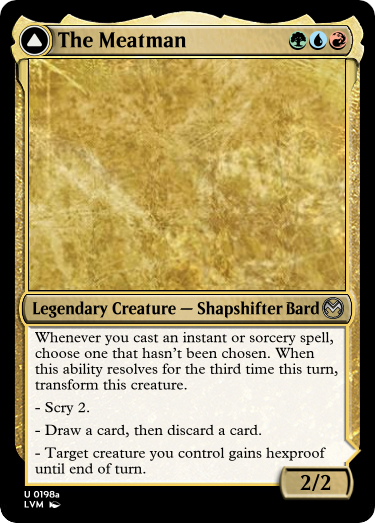 The Meatman
Legendary Creature — Shapshifter Bard
Whenever you cast an instant or sorcery spell,
choose one that hasn't been chosen. When
this ability resolves for the third time this turn,
transform this creature.
- Scry 2.
- Draw a card, then discard a card.
- Target creature you control gains hexproof
until end of turn.
2/2
U 0198a
LVM